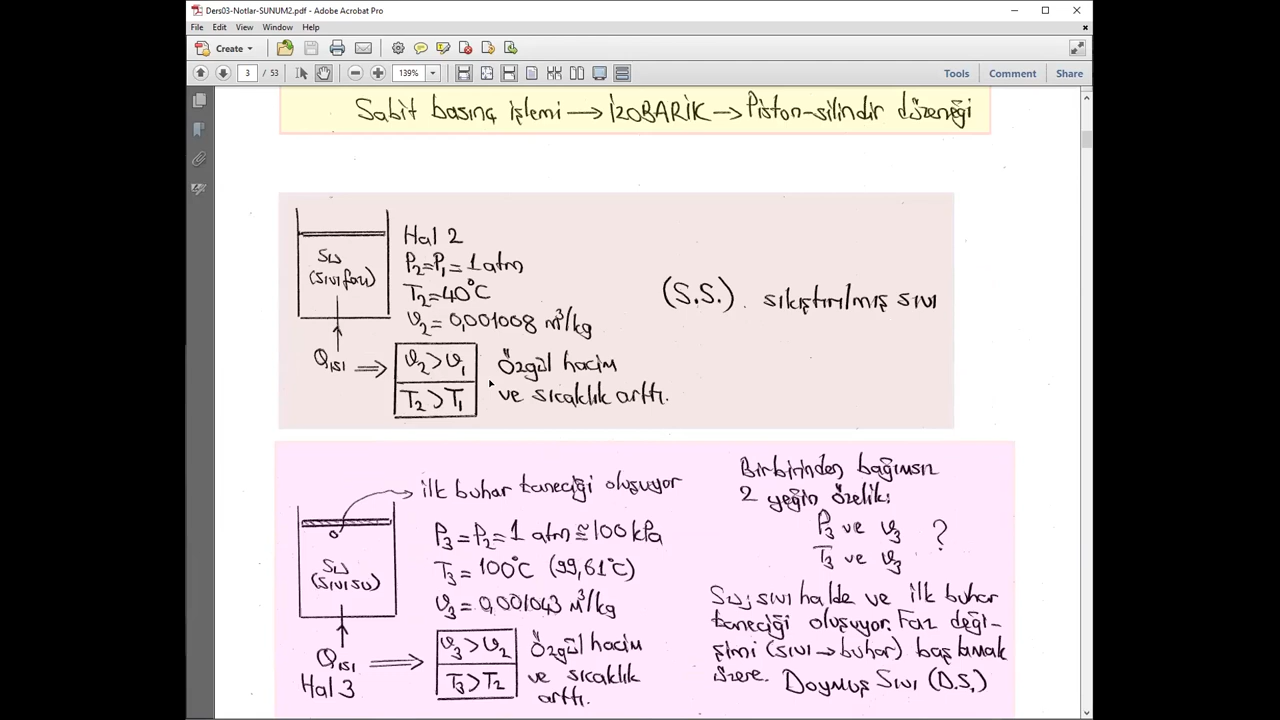 Ders03-Notlar-SUNUM2.pdf - Adobe Acrobat Pro
File Edit View Window Help
Create
3 / 53 139% Tools Comment Share
Sabit basınç işlemi → İZOBARİK → Piston-silindir düzeneği
Su
(sıvı fazı)
Qısı ⇒
Hal 2
P₂=P₁=1 atm
T₂=40°C
υ₂=0,001008 m³/kg
υ₂>υ₁
T₂>T₁
Özgül hacim
ve sıcaklık arttı.
(S.S.). sıkıştırılmış sıvı
İlk buhar taneciği oluşuyor
Su
(sıvı su)
Qısı ⇒
Hal 3
P₃=P₂=1 atm ≅ 100 kPa
T₃=100°C (99,61°C)
υ₃=0,001043 m³/kg
υ₃>υ₂
T₃>T₂
Özgül hacim
ve sıcaklık
arttı.
Birbirinden bağımsız
2 yeğin özelik:
P₃ ve υ₃
T₃ ve υ₃
?
Su, sıvı halde ve ilk buhar
taneciği oluşuyor. Faz deği-
şimi (sıvı→buhar) başlamak
üzere. Doymuş Sıvı (D.S.)